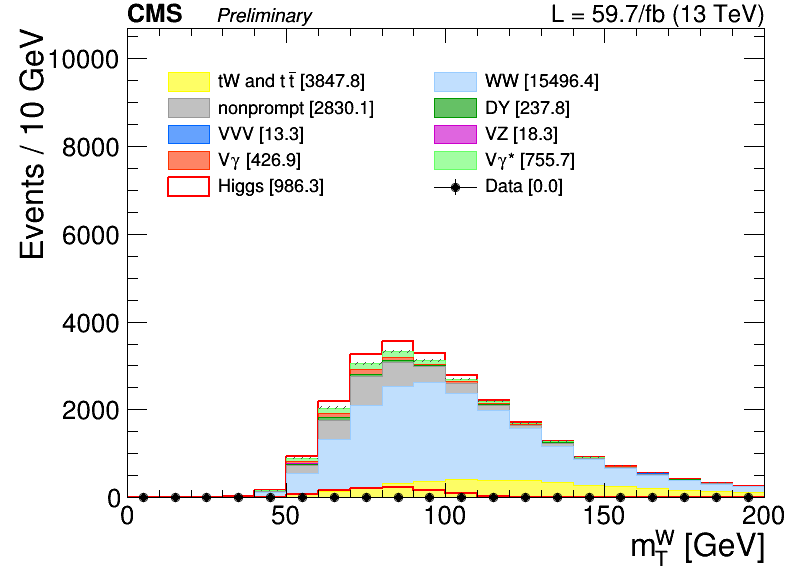 CMS Preliminary L = 59.7/fb (13 TeV)
Events / 10 GeV
10000
8000
6000
4000
2000
0
tW and tt̅ [3847.8] WW [15496.4]
nonprompt [2830.1] DY [237.8]
VVV [13.3] VZ [18.3]
Vγ [426.9] Vγ* [755.7]
Higgs [986.3] Data [0.0]
0 50 100 150 200
m_T^W [GeV]